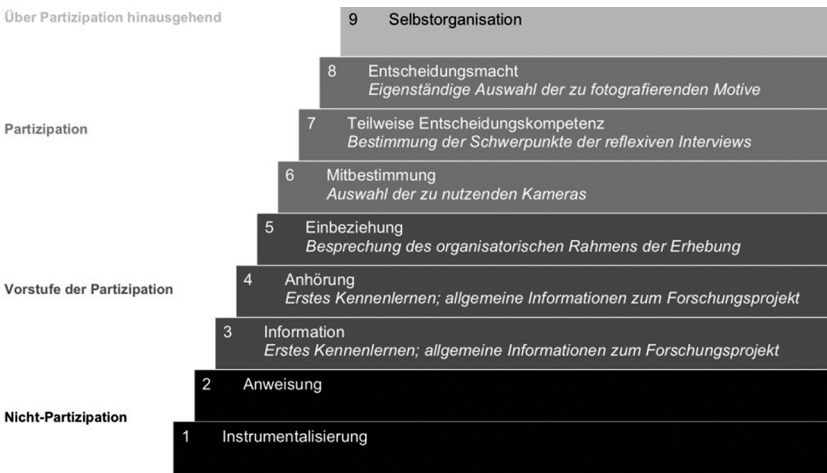 Über Partizipation hinausgehend
9 Selbstorganisation
8 Entscheidungsmacht
Eigenständige Auswahl der zu fotografierenden Motive
Partizipation
7 Teilweise Entscheidungskompetenz
Bestimmung der Schwerpunkte der reflexiven Interviews
6 Mitbestimmung
Auswahl der zu nutzenden Kameras
5 Einbeziehung
Besprechung des organisatorischen Rahmens der Erhebung
Vorstufe der Partizipation
4 Anhörung
Erstes Kennenlernen; allgemeine Informationen zum Forschungsprojekt
3 Information
Erstes Kennenlernen; allgemeine Informationen zum Forschungsprojekt
2 Anweisung
Nicht-Partizipation
1 Instrumentalisierung